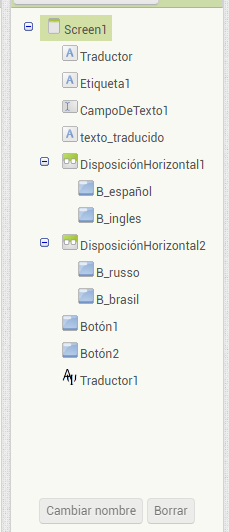 Screen1
Traductor
Etiqueta1
CampoDeTexto1
texto_traducido
DisposiciónHorizontal1
B_español
B_ingles
DisposiciónHorizontal2
B_russo
B_brasil
Botón1
Botón2
Traductor1
Cambiar nombre Borrar